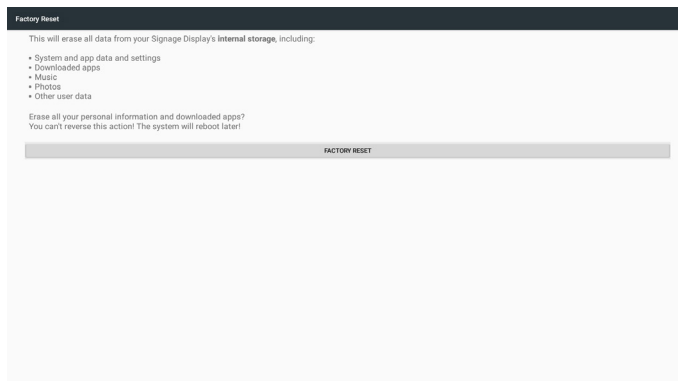 Factory Reset
This will erase all data from your Signage Display's internal storage, including:
• System and app data and settings
• Downloaded apps
• Music
• Photos
• Other user data
Erase all your personal information and downloaded apps?
You can't reverse this action! The system will reboot later!
FACTORY RESET